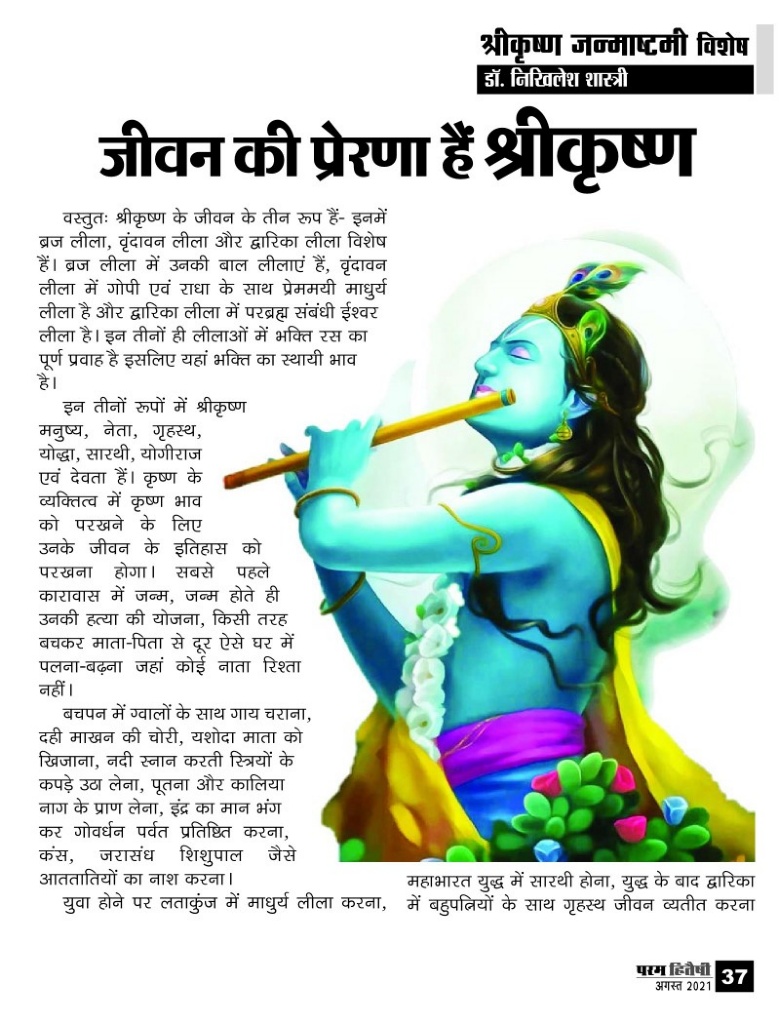 श्रीकृष्ण जन्माष्टमी विशेष
डॉ. निखिलेश शास्त्री
जीवन की प्रेरणा हैं श्रीकृष्ण
वस्तुतः श्रीकृष्ण के जीवन के तीन रूप हैं- इनमें
ब्रज लीला, वृंदावन लीला और द्वारिका लीला विशेष
हैं। ब्रज लीला में उनकी बाल लीलाएं हैं, वृंदावन
लीला में गोपी एवं राधा के साथ प्रेममयी माधुर्य
लीला है और द्वारिका लीला में परब्रह्म संबंधी ईश्वर
लीला है। इन तीनों ही लीलाओं में भक्ति रस का
पूर्ण प्रवाह है इसलिए यहां भक्ति का स्थायी भाव
है।
इन तीनों रूपों में श्रीकृष्ण
मनुष्य, नेता, गृहस्थ,
योद्धा, सारथी, योगीराज
एवं देवता हैं। कृष्ण के
व्यक्तित्व में कृष्ण भाव
को परखने के लिए
उनके जीवन के इतिहास को
परखना होगा। सबसे पहले
कारावास में जन्म, जन्म होते ही
उनकी हत्या की योजना, किसी तरह
बचकर माता-पिता से दूर ऐसे घर में
पलना-बढ़ना जहां कोई नाता रिश्ता
नहीं।
बचपन में ग्वालों के साथ गाय चराना,
दही माखन की चोरी, यशोदा माता को
खिजाना, नदी स्नान करती स्त्रियों के
कपड़े उठा लेना, पूतना और कालिया
नाग के प्राण लेना, इंद्र का मान भंग
कर गोवर्धन पर्वत प्रतिष्ठित करना,
कंस, जरासंध शिशुपाल जैसे
आततातियों का नाश करना।
युवा होने पर लताकुंज में माधुर्य लीला करना,
महाभारत युद्ध में सारथी होना, युद्ध के बाद द्वारिका
में बहुपत्नियों के साथ गृहस्थ जीवन व्यतीत करना
परम हितैषी
अगस्त 2021
37